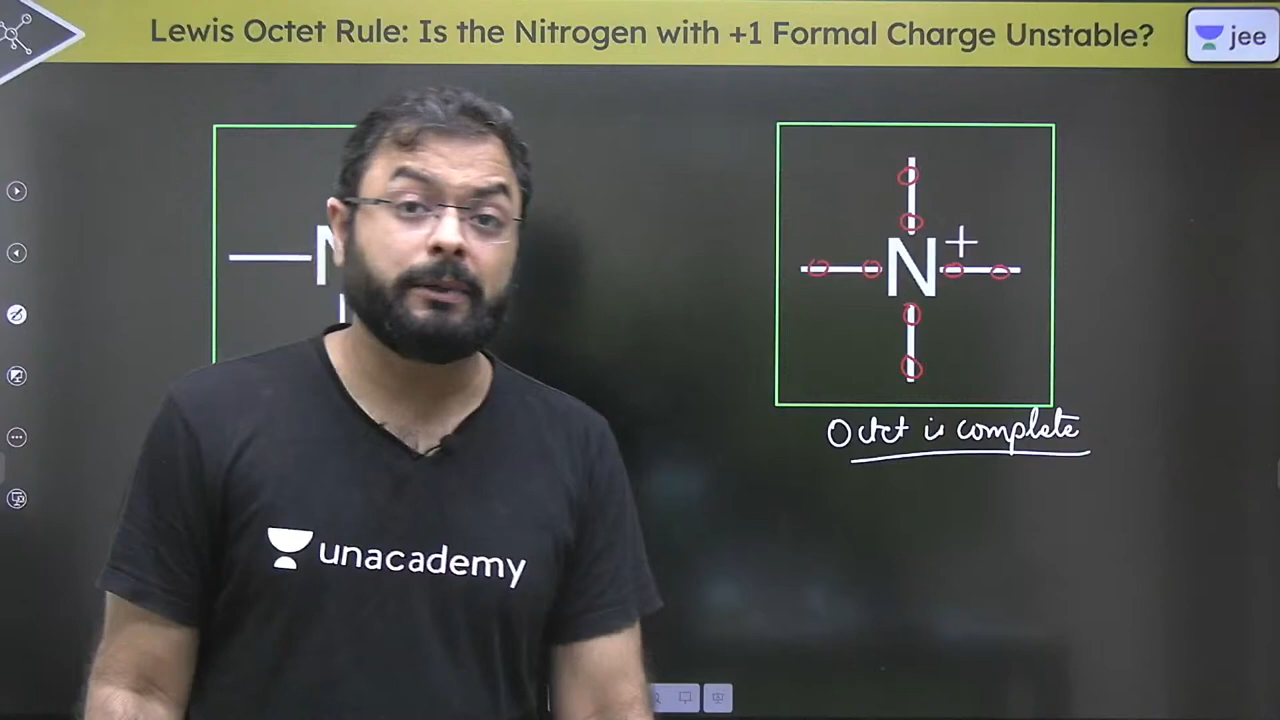 Lewis Octet Rule: Is the Nitrogen with +1 Formal Charge Unstable?
jee
N
N+
Octet is complete
unacademy